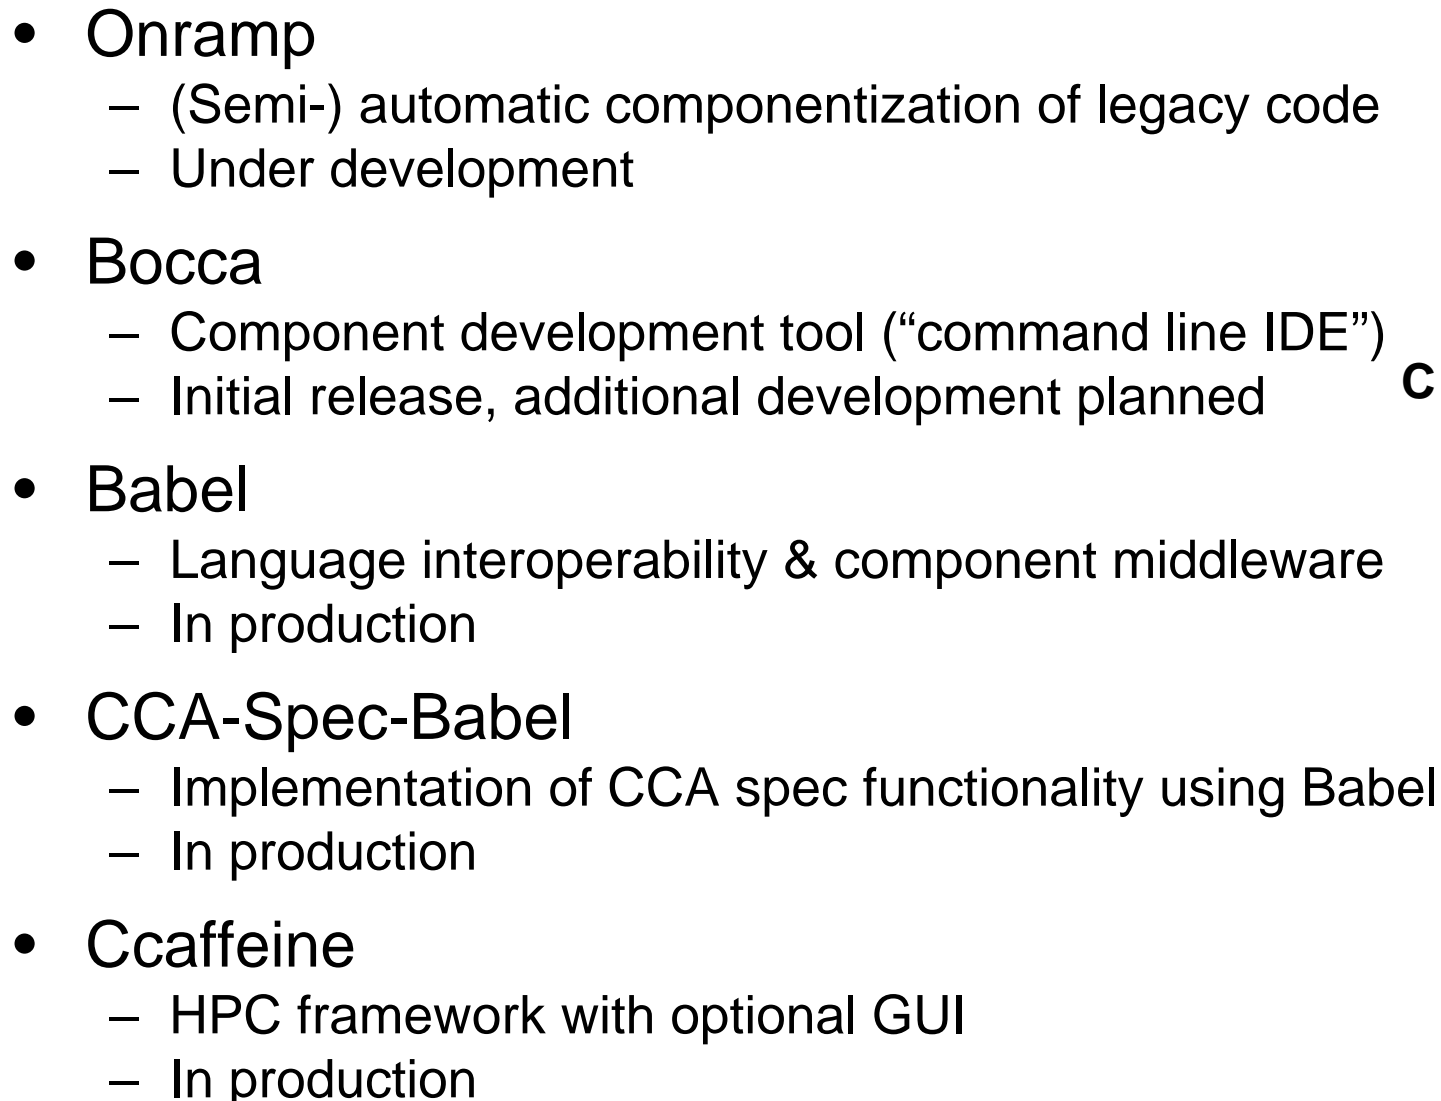 • Onramp
– (Semi-) automatic componentization of legacy code
– Under development
• Bocca
– Component development tool (“command line IDE”)
– Initial release, additional development planned
C
• Babel
– Language interoperability & component middleware
– In production
• CCA-Spec-Babel
– Implementation of CCA spec functionality using Babel
– In production
• Ccaffeine
– HPC framework with optional GUI
– In production